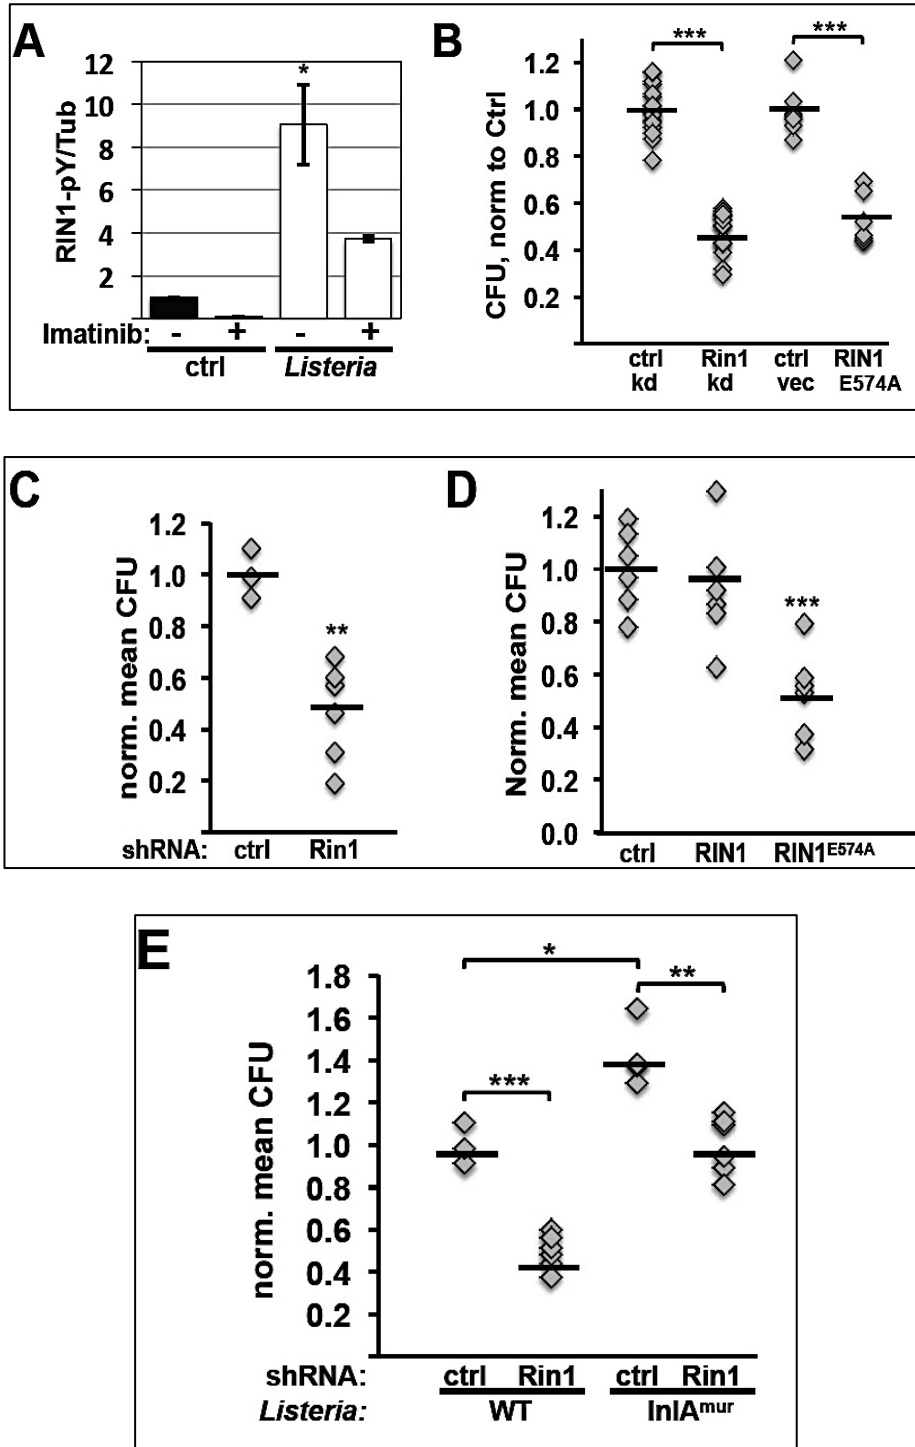 A
RIN1-pY/Tub
12
10
8
6
4
2
*
Imatinib: - + - +
ctrl Listeria
B
CFU, norm to Ctrl
1.2
1.0
0.8
0.6
0.4
0.2
*** ***
ctrl Rin1 ctrl RIN1
kd kd vec E574A
C
norm. mean CFU
1.2
1.0
0.8
0.6
0.4
0.2
**
shRNA: ctrl Rin1
D
Norm. mean CFU
1.2
1.0
0.8
0.6
0.4
0.2
0.0
***
ctrl RIN1 RIN1E574A
E
norm. mean CFU
1.8
1.6
1.4
1.2
1.0
0.8
0.6
0.4
0.2
*
**
***
shRNA: ctrl Rin1 ctrl Rin1
Listeria: WT InlAmur